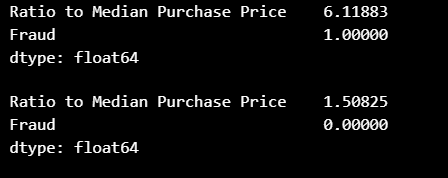 Ratio to Median Purchase Price    6.11883
Fraud                             1.00000
dtype: float64
Ratio to Median Purchase Price    1.50825
Fraud                             0.00000
dtype: float64